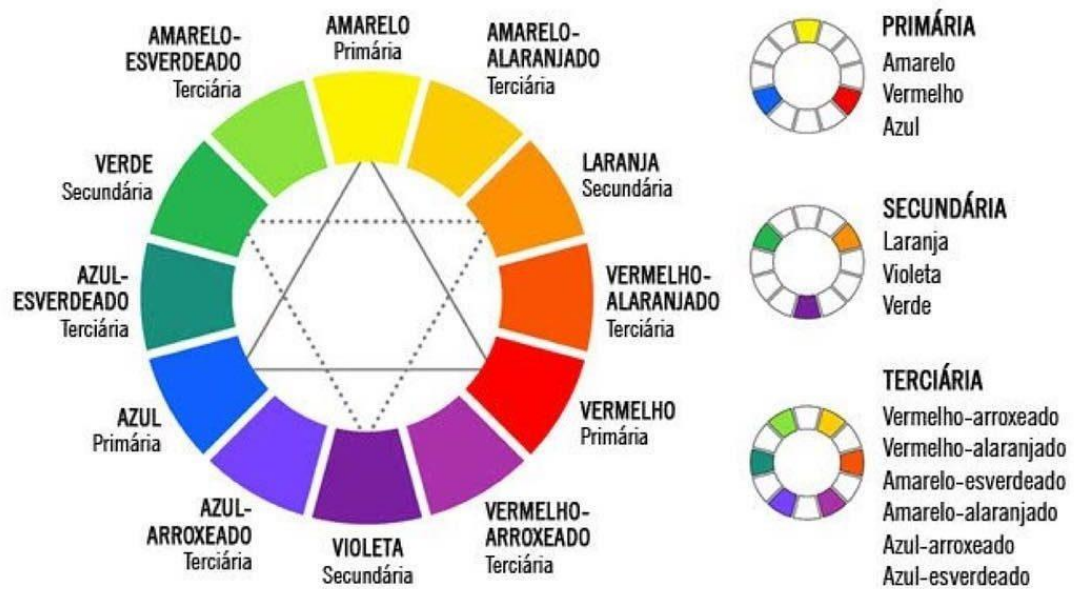 AMARELO
Primária
AMARELO-
ALARANJADO
Terciária
LARANJA
Secundária
VERMELHO-
ALARANJADO
Terciária
VERMELHO
Primária
VERMELHO-
ARROXEADO
Terciária
VIOLETA
Secundária
AZUL-
ARROXEADO
Terciária
AZUL
Primária
AZUL-
ESVERDEADO
Terciária
VERDE
Secundária
AMARELO-
ESVERDEADO
Terciária
PRIMÁRIA
Amarelo
Vermelho
Azul
SECUNDÁRIA
Laranja
Violeta
Verde
TERCIÁRIA
Vermelho-arroxeado
Vermelho-alaranjado
Amarelo-esverdeado
Amarelo-alaranjado
Azul-arroxeado
Azul-esverdeado